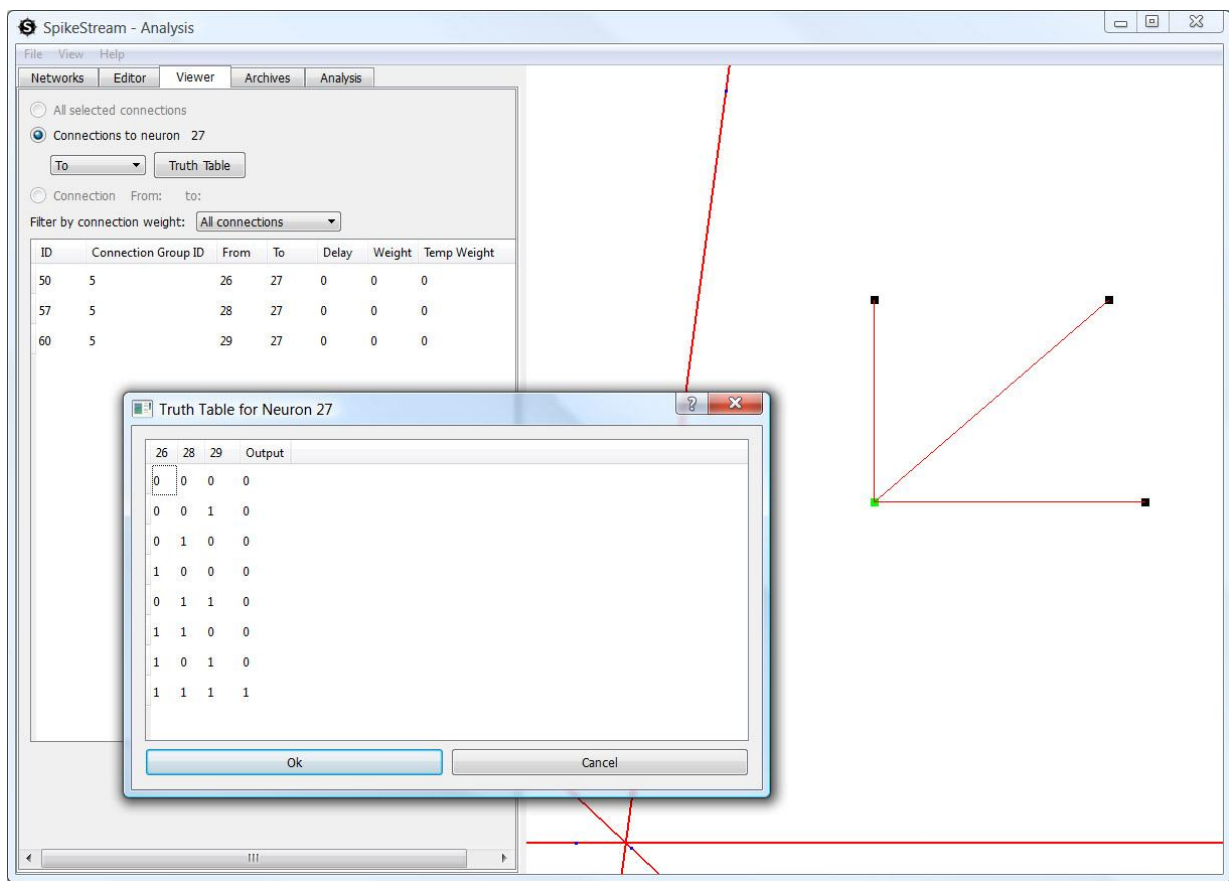 SpikeStream - Analysis
File View Help
Networks Editor Viewer Archives Analysis
All selected connections
Connections to neuron 27
To Truth Table
Connection From: to:
Filter by connection weight: All connections
ID Connection Group ID From To Delay Weight Temp Weight
50 5 26 27 0 0 0
57 5 28 27 0 0 0
60 5 29 27 0 0 0
Truth Table for Neuron 27
26 28 29 Output
0 0 0 0
0 0 1 0
0 1 0 0
1 0 0 0
0 1 1 0
1 1 0 0
1 0 1 0
1 1 1 1
Ok Cancel